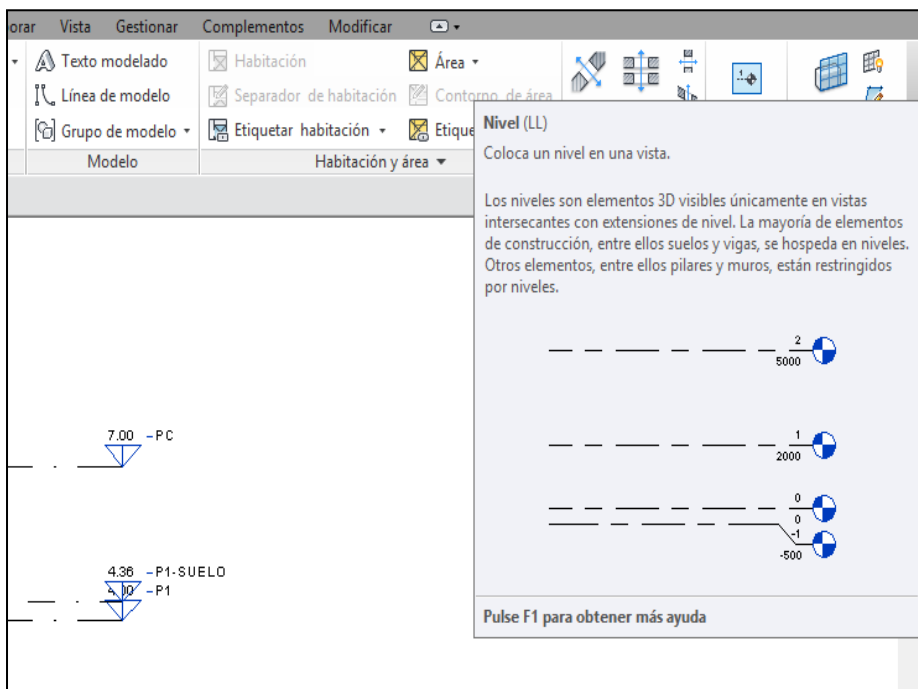 orar Vista Gestionar Complementos Modificar
Texto modelado Habitación Área
Línea de modelo Separador de habitación Contorno de área
Grupo de modelo Etiquetar habitación Etique
Modelo Habitación y área
Nivel (LL)
Coloca un nivel en una vista.
Los niveles son elementos 3D visibles únicamente en vistas
intersecantes con extensiones de nivel. La mayoría de elementos
de construcción, entre ellos suelos y vigas, se hospeda en niveles.
Otros elementos, entre ellos pilares y muros, están restringidos
por niveles.
2
5000
1
2000
0
0
-1
-500
Pulse F1 para obtener más ayuda
7.00 -PC
4.36 -P1-SUELO
-P1